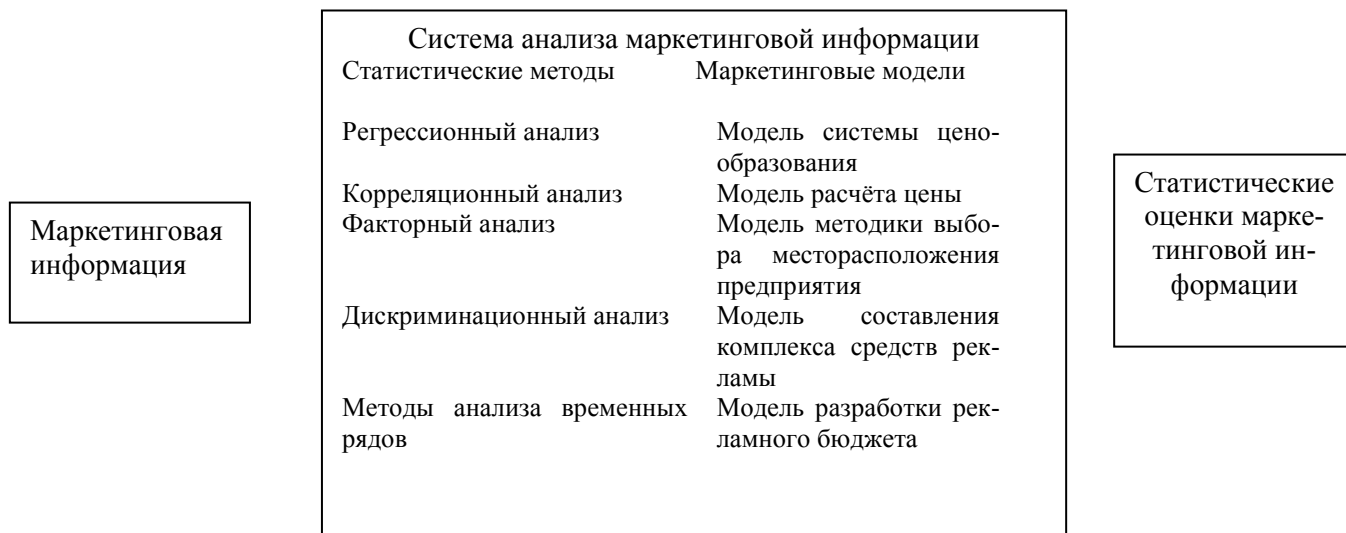 Маркетинговая
информация
Система анализа маркетинговой информации
Статистические методы
Маркетинговые модели
Регрессионный анализ
Модель системы цено-
образования
Корреляционный анализ
Модель расчёта цены
Факторный анализ
Модель методики выбо-
ра месторасположения
предприятия
Дискриминационный анализ
Модель составления
комплекса средств рек-
ламы
Методы анализа временных
рядов
Модель разработки рек-
ламного бюджета
Статистические
оценки марке-
тинговой ин-
формации